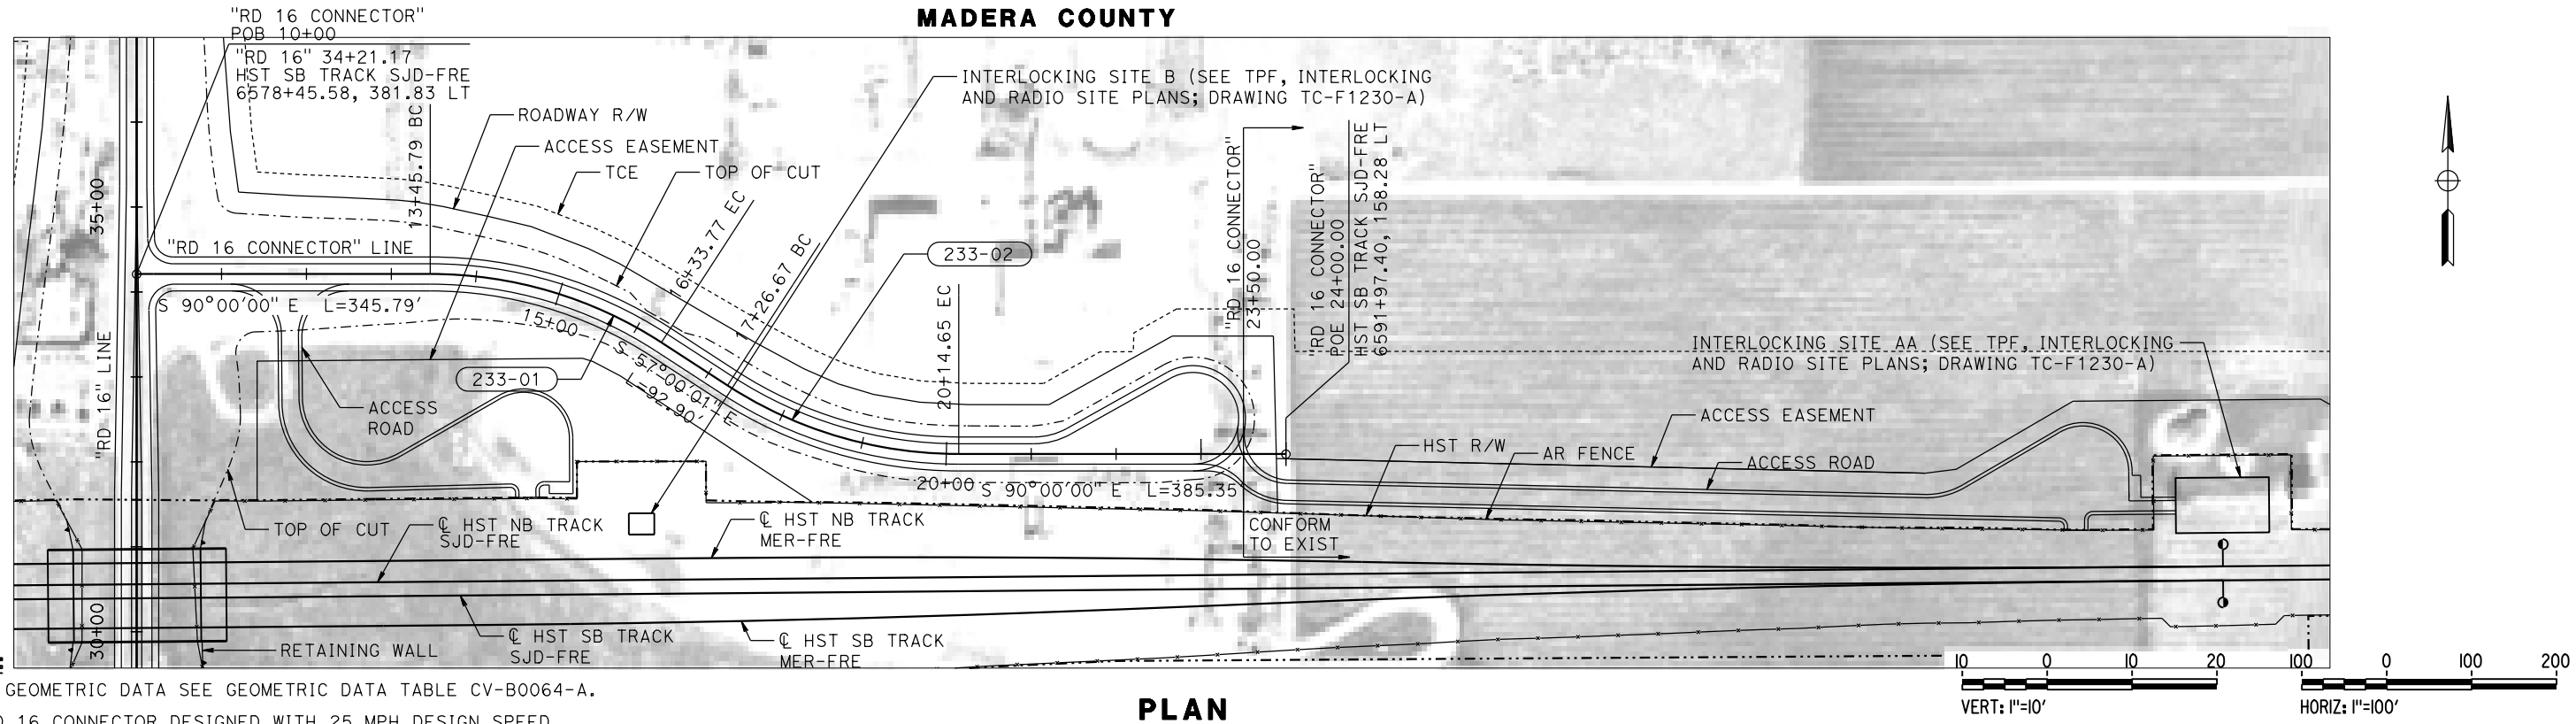 MADERA COUNTY
"RD 16 CONNECTOR"
POB 10+00
"RD 16" 34+21.17
HST SB TRACK SJD-FRE
6578+45.58, 381.83 LT
INTERLOCKING SITE B (SEE TPF, INTERLOCKING
AND RADIO SITE PLANS; DRAWING TC-F1230-A)
ROADWAY R/W
ACCESS EASEMENT
TCE
TOP OF CUT
13+45.79 BC
16+33.77 EC
17+26.67 BC
233-02
20+14.65 EC
"RD 16 CONNECTOR"
23+50.00
"RD 16 CONNECTOR"
POE 24+00.00
HST SB TRACK SJD-FRE
6591+97.40, 158.28 LT
35+00
"RD 16 CONNECTOR" LINE
S 90°00'00" E L=345.79'
15+00
"RD 16" LINE
233-01
S 57°00'01" E
L=92.90'
INTERLOCKING SITE AA (SEE TPF, INTERLOCKING
AND RADIO SITE PLANS; DRAWING TC-F1230-A)
ACCESS
ROAD
ACCESS EASEMENT
HST R/W
AR FENCE
ACCESS ROAD
20+00
S 90°00'00" E L=385.35'
TOP OF CUT
℄ HST NB TRACK
SJD-FRE
℄ HST NB TRACK
MER-FRE
CONFORM
TO EXIST
30+00
RETAINING WALL
℄ HST SB TRACK
SJD-FRE
℄ HST SB TRACK
MER-FRE
10 0 10 20
VERT: 1"=10'
100 0 100 200
HORIZ: 1"=100'
GEOMETRIC DATA SEE GEOMETRIC DATA TABLE CV-B0064-A.
PLAN
16 CONNECTOR DESIGNED WITH 25 MPH DESIGN SPEED